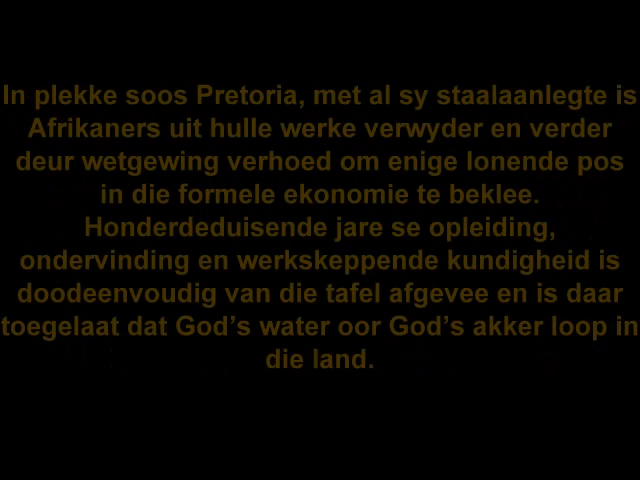 In plekke soos Pretoria, met al sy staalaanlegte is
Afrikaners uit hulle werke verwyder en verder
deur wetgewing verhoed om enige lonende pos
in die formele ekonomie te beklee.
Honderdeduisende jare se opleiding,
ondervinding en werkskeppende kundigheid is
doodeenvoudig van die tafel afgevee en is daar
toegelaat dat God’s water oor God’s akker loop in
die land.